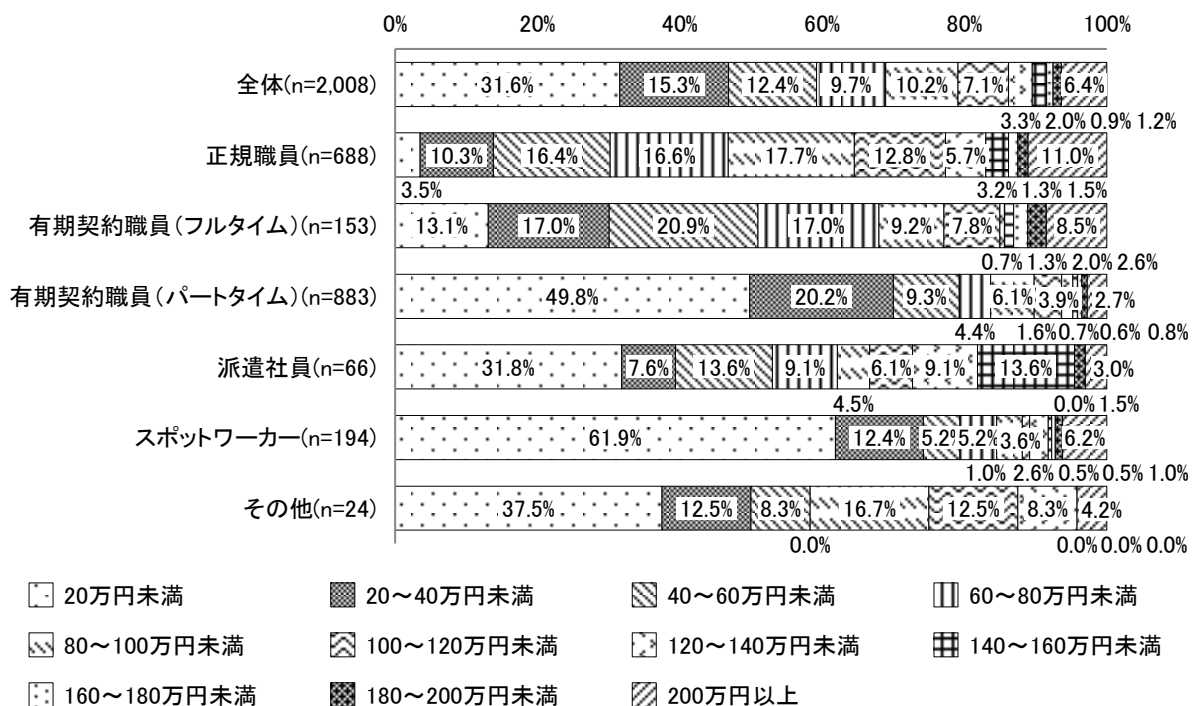 0% 20% 40% 60% 80% 100%
全体(n=2,008) 31.6% 15.3% 12.4% 9.7% 10.2% 7.1% 6.4%
3.3% 2.0% 0.9% 1.2%
正規職員(n=688) 10.3% 16.4% 16.6% 17.7% 12.8% 5.7% 11.0%
3.5% 3.2% 1.3% 1.5%
有期契約職員(フルタイム)(n=153) 13.1% 17.0% 20.9% 17.0% 9.2% 7.8% 8.5%
0.7% 1.3% 2.0% 2.6%
有期契約職員(パートタイム)(n=883) 49.8% 20.2% 9.3% 6.1% 3.9% 2.7%
4.4% 1.6% 0.7% 0.6% 0.8%
派遣社員(n=66) 31.8% 7.6% 13.6% 9.1% 6.1% 9.1% 13.6% 3.0%
4.5% 0.0% 1.5%
スポットワーカー(n=194) 61.9% 12.4% 5.2% 5.2% 3.6% 6.2%
1.0% 2.6% 0.5% 0.5% 1.0%
その他(n=24) 37.5% 12.5% 8.3% 16.7% 12.5% 8.3% 4.2%
0.0% 0.0% 0.0% 0.0%
20万円未満 20～40万円未満 40～60万円未満 60～80万円未満
80～100万円未満 100～120万円未満 120～140万円未満 140～160万円未満
160～180万円未満 180～200万円未満 200万円以上